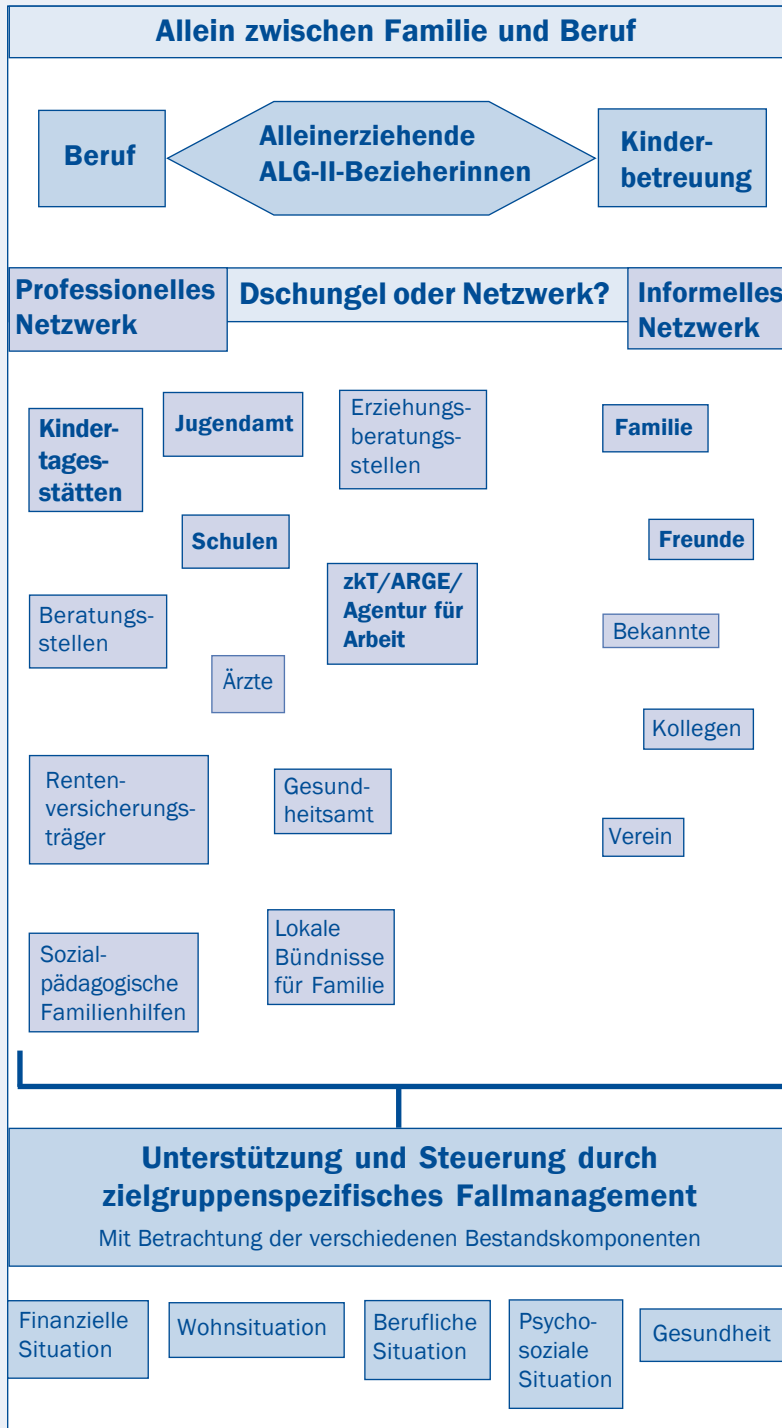 Allein zwischen Familie und Beruf
Beruf
Alleinerziehende
ALG-II-Bezieherinnen
Kinder-
betreuung
Professionelles
Netzwerk
Dschungel oder Netzwerk?
Informelles
Netzwerk
Kinder-
tages-
stätten
Jugendamt
Erziehungs-
beratungs-
stellen
Familie
Schulen
Freunde
zkT/ARGE/
Agentur für
Arbeit
Beratungs-
stellen
Bekannte
Ärzte
Kollegen
Renten-
versicherungs-
träger
Gesund-
heitsamt
Verein
Sozial-
pädagogische
Familienhilfen
Lokale
Bündnisse
für Familie
Unterstützung und Steuerung durch
zielgruppenspezifisches Fallmanagement
Mit Betrachtung der verschiedenen Bestandskomponenten
Finanzielle
Situation
Wohnsituation
Berufliche
Situation
Psycho-
soziale
Situation
Gesundheit